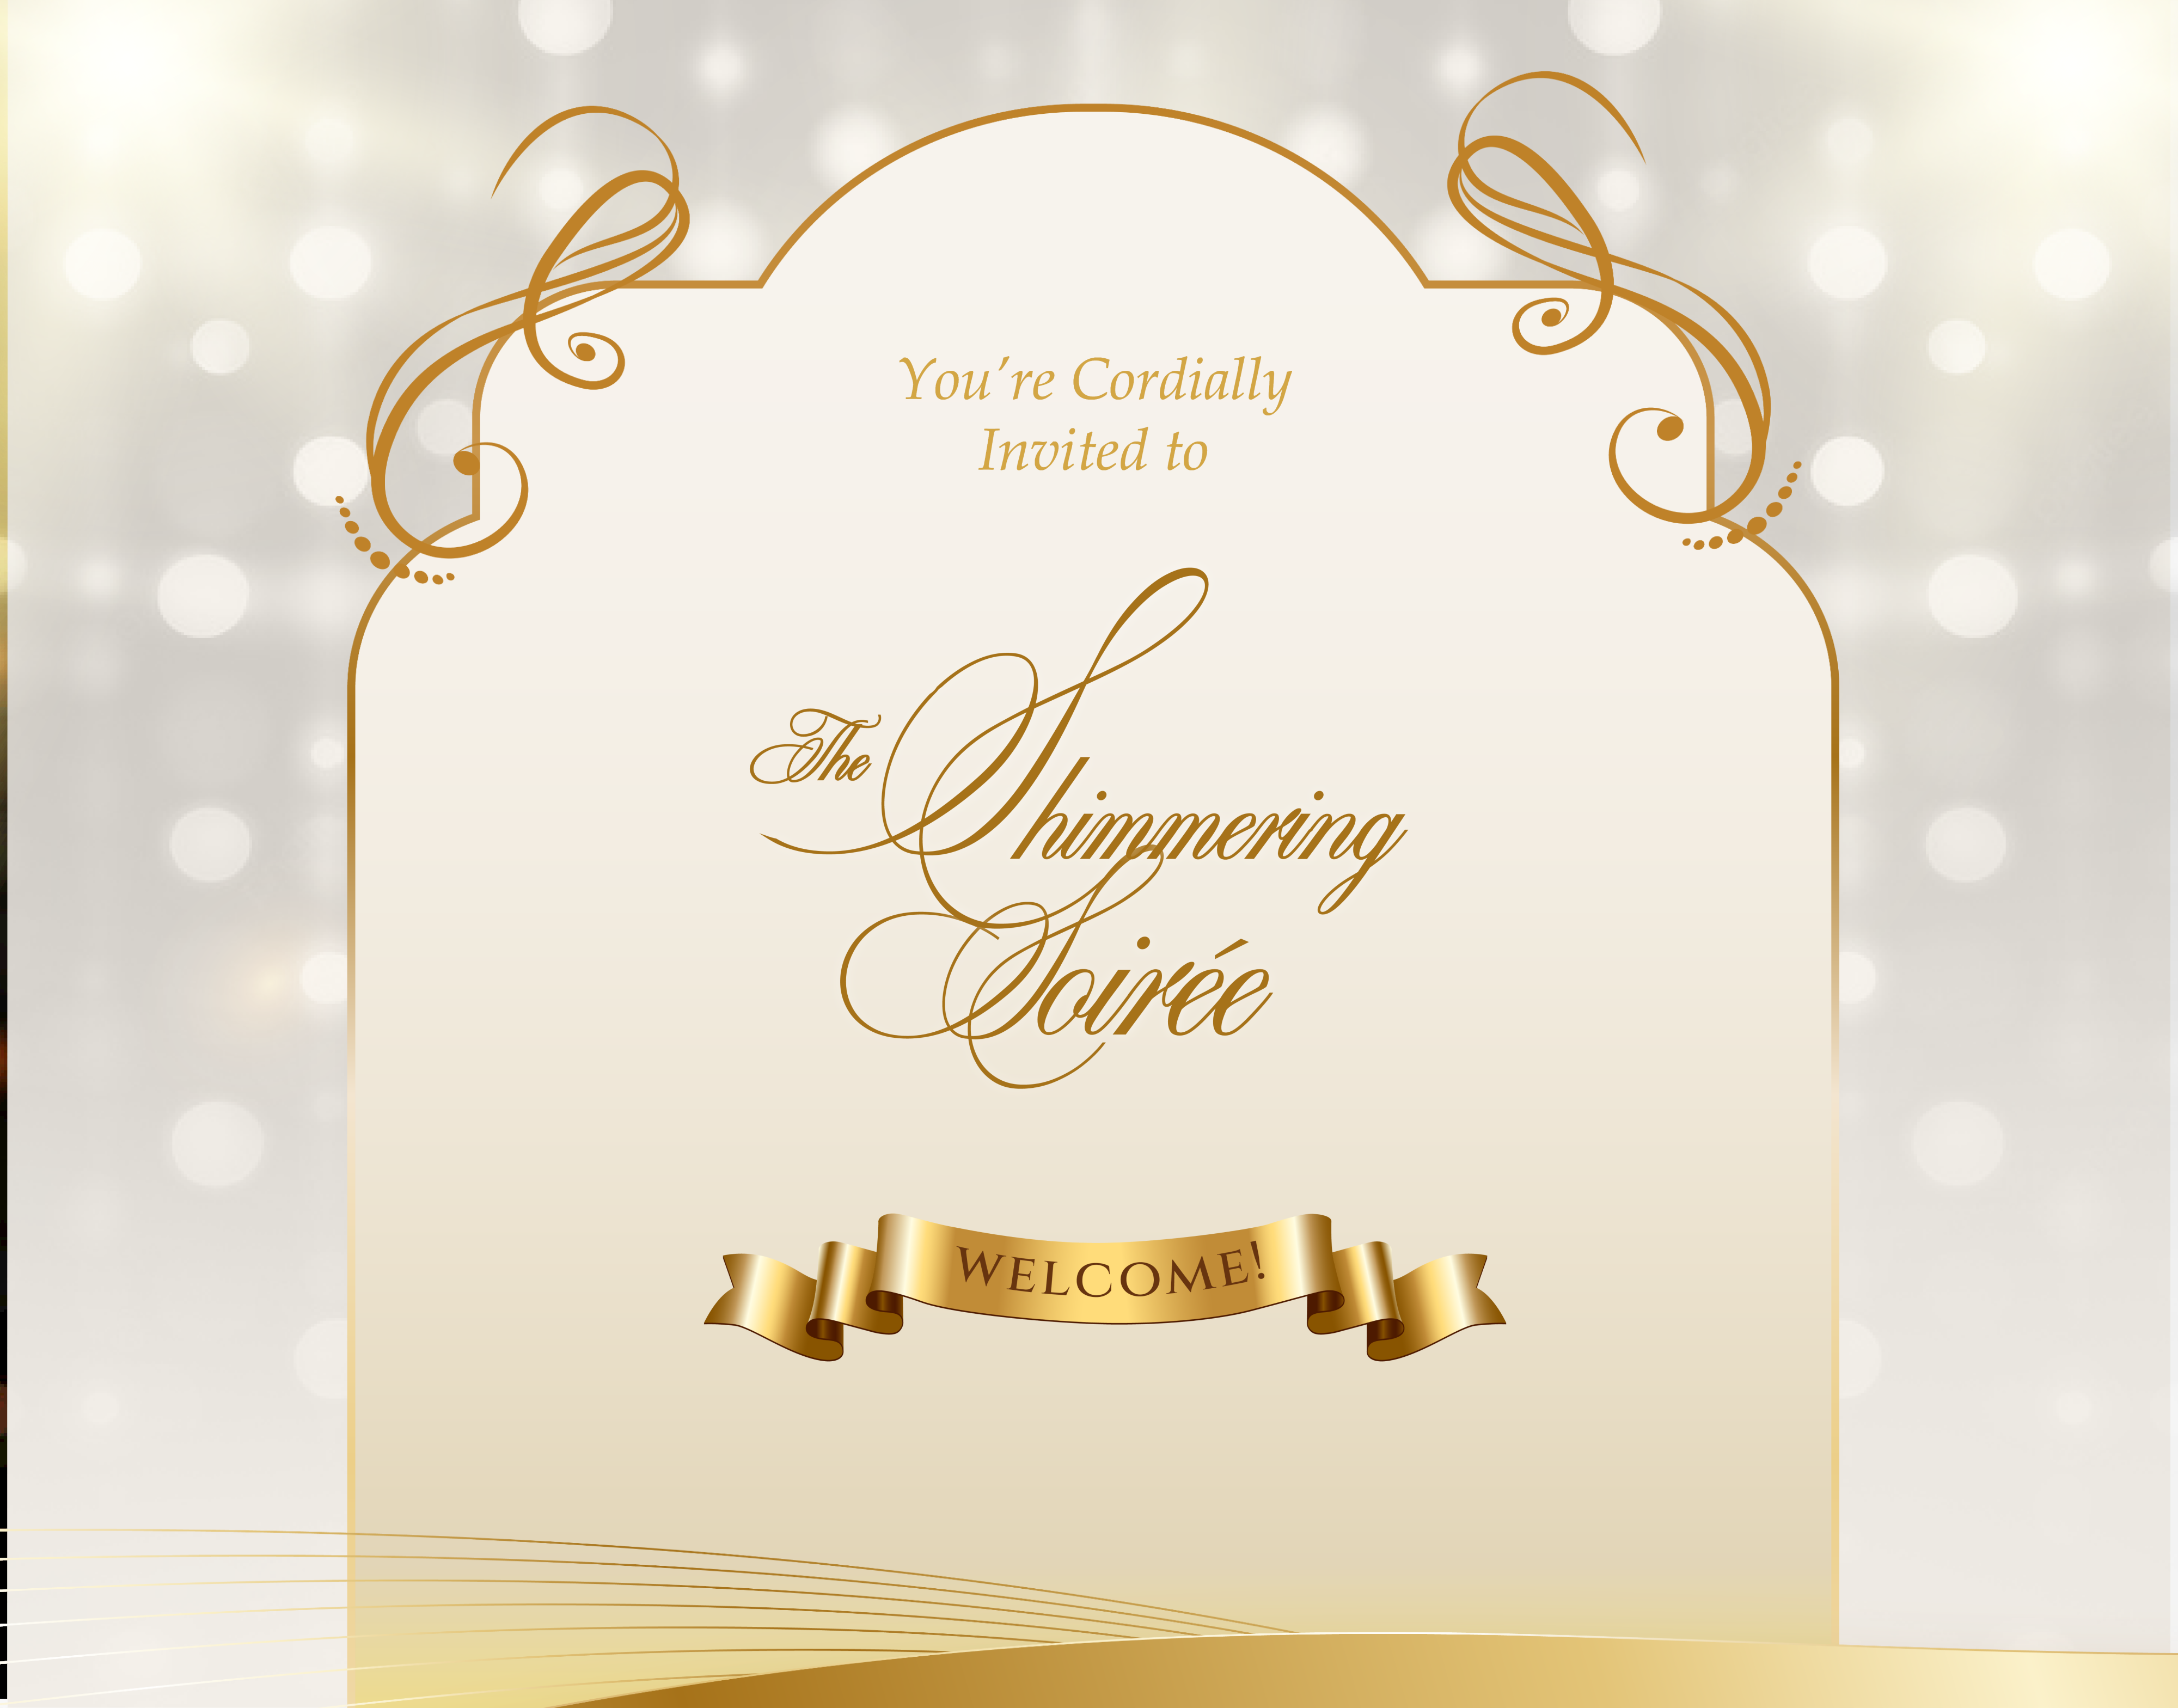 You're Cordially
Invited to
The Shimmering
Soirée
WELCOME!